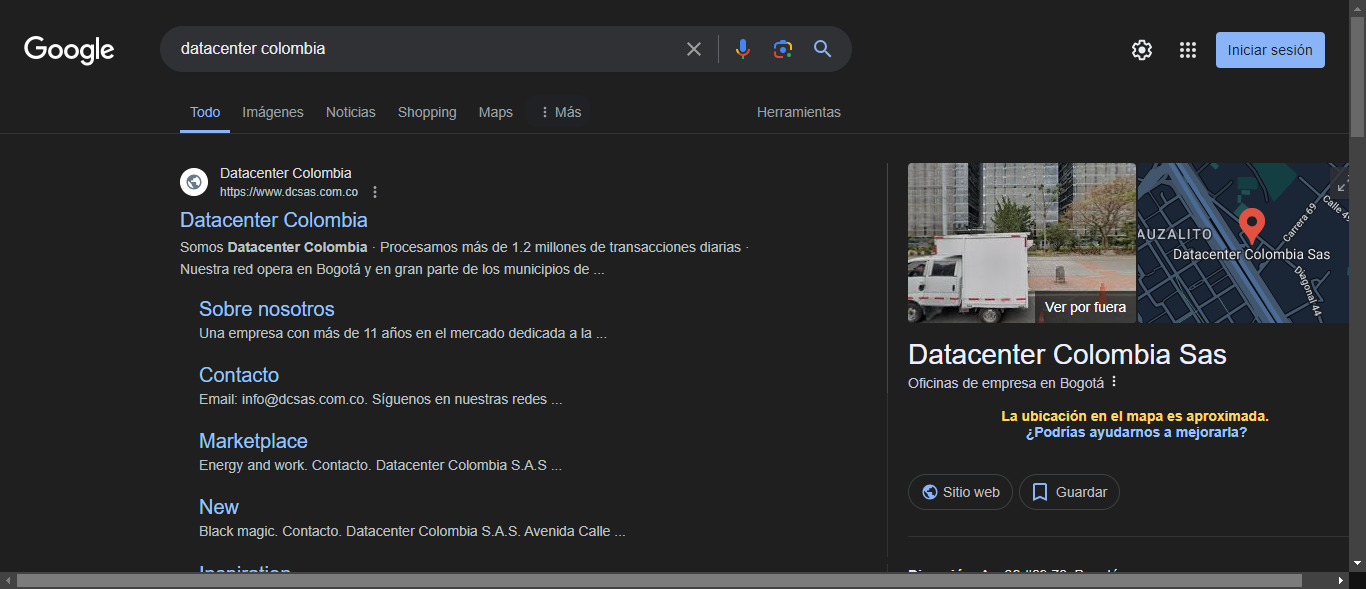 Google
datacenter colombia
Iniciar sesión
Todo
Imágenes
Noticias
Shopping
Maps
Más
Herramientas
Datacenter Colombia
https://www.dcsas.com.co
Datacenter Colombia
Somos Datacenter Colombia · Procesamos más de 1.2 millones de transacciones diarias ·
Nuestra red opera en Bogotá y en gran parte de los municipios de ...
Sobre nosotros
Una empresa con más de 11 años en el mercado dedicada a la ...
Contacto
Email: info@dcsas.com.co. Síguenos en nuestras redes ...
Marketplace
Energy and work. Contacto. Datacenter Colombia S.A.S ...
New
Black magic. Contacto. Datacenter Colombia S.A.S. Avenida Calle ...
Inspiration
Ver por fuera
AUZALITO
Carrera 69
Calle
Datacenter Colombia Sas
Diagonal 44
Datacenter Colombia Sas
Oficinas de empresa en Bogotá
La ubicación en el mapa es aproximada.
¿Podrías ayudarnos a mejorarla?
Sitio web
Guardar